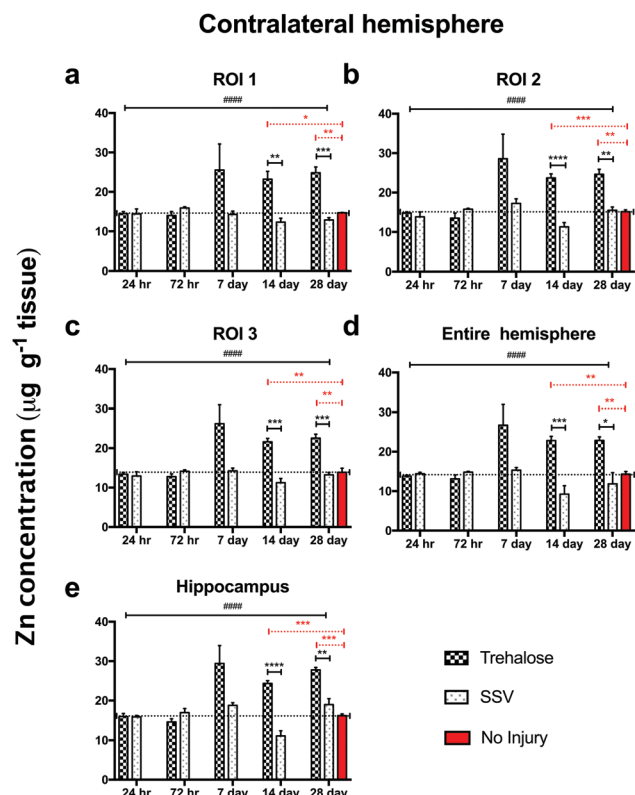 Contralateral hemisphere
Zn concentration (μg g⁻¹ tissue)
a
ROI 1
####
*
**
**
***
40
30
20
10
0
24 hr 72 hr 7 day 14 day 28 day
b
ROI 2
####
***
**
****
**
40
30
20
10
0
24 hr 72 hr 7 day 14 day 28 day
c
ROI 3
####
**
**
***
***
40
30
20
10
0
24 hr 72 hr 7 day 14 day 28 day
d
Entire hemisphere
####
**
**
***
*
40
30
20
10
0
24 hr 72 hr 7 day 14 day 28 day
e
Hippocampus
####
***
***
****
**
40
30
20
10
0
24 hr 72 hr 7 day 14 day 28 day
Trehalose
SSV
No Injury